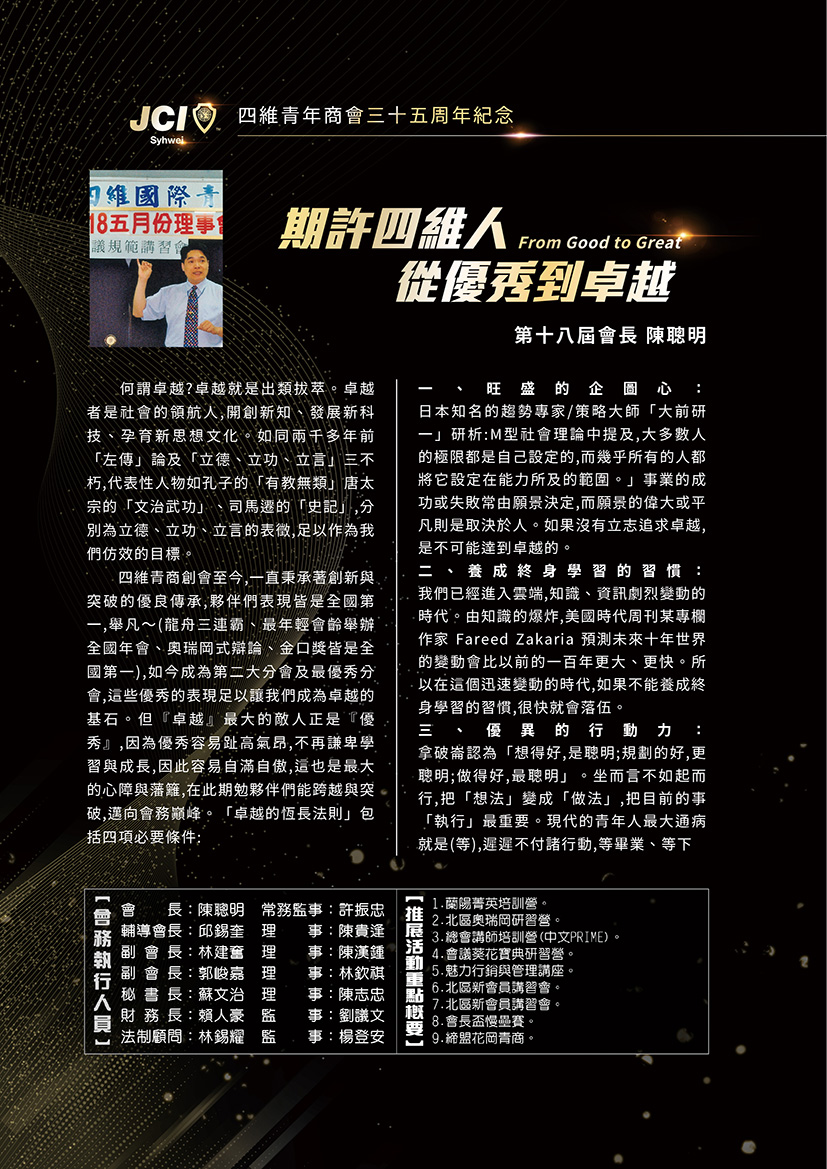 JCI
Syhwei
四維青年商會三十五周年紀念
四維國際青
18五月份理事會
議規範講習會
期許四維人 From Good to Great
從優秀到卓越
第十八屆會長 陳聰明
何謂卓越?卓越就是出類拔萃。卓越
者是社會的領航人,開創新知、發展新科
技、孕育新思想文化。如同兩千多年前
「左傳」論及「立德、立功、立言」三不
朽,代表性人物如孔子的「有教無類」唐太
宗的「文治武功」、司馬遷的「史記」,分
別為立德、立功、立言的表徵,足以作為我
們仿效的目標。
四維青商創會至今,一直秉承著創新與
突破的優良傳承,夥伴們表現皆是全國第
一,舉凡～(龍舟三連霸、最年輕會齡舉辦
全國年會、奧瑞岡式辯論、金口獎皆是全
國第一),如今成為第二大分會及最優秀分
會,這些優秀的表現足以讓我們成為卓越的
基石。但『卓越』最大的敵人正是『優
秀』,因為優秀容易趾高氣昂,不再謙卑學
習與成長,因此容易自滿自傲,這也是最大
的心障與藩籬,在此期勉夥伴們能跨越與突
破,邁向會務巔峰。「卓越的恆長法則」包
括四項必要條件:
一、旺盛的企圖心：
日本知名的趨勢專家/策略大師「大前研
一」研析:M型社會理論中提及,大多數人
的極限都是自己設定的,而幾乎所有的人都
將它設定在能力所及的範圍。」事業的成
功或失敗常由願景決定,而願景的偉大或平
凡則是取決於人。如果沒有立志追求卓越,
是不可能達到卓越的。
二、養成終身學習的習慣：
我們已經進入雲端,知識、資訊劇烈變動的
時代。由知識的爆炸,美國時代周刊某專欄
作家 Fareed Zakaria 預測未來十年世界
的變動會比以前的一百年更大、更快。所
以在這個迅速變動的時代,如果不能養成終
身學習的習慣,很快就會落伍。
三、優異的行動力：
拿破崙認為「想得好,是聰明;規劃的好,更
聰明;做得好,最聰明」。坐而言不如起而
行,把「想法」變成「做法」,把目前的事
「執行」最重要。現代的青年人最大通病
就是(等),遲遲不付諸行動,等畢業、等下
【會務執行人員】
會長：陳聰明 常務監事：許振忠
輔導會長：邱錫奎 理事：陳貴逢
副會長：林建奮 理事：陳漢鍾
副會長：郭峻嘉 理事：林欽祺
秘書長：蘇文治 理事：陳志忠
財務長：賴人豪 監事：劉議文
法制顧問：林錫耀 監事：楊登安
【推展活動重點概要】
1.蘭陽菁英培訓營。
2.北區奧瑞岡研習營。
3.總會講師培訓營(中文PRIME)。
4.會議葵花寶典研習營。
5.魅力行銷與管理講座。
6.北區新會員講習會。
7.北區新會員講習會。
8.會長盃慢壘賽。
9.締盟花岡青商。